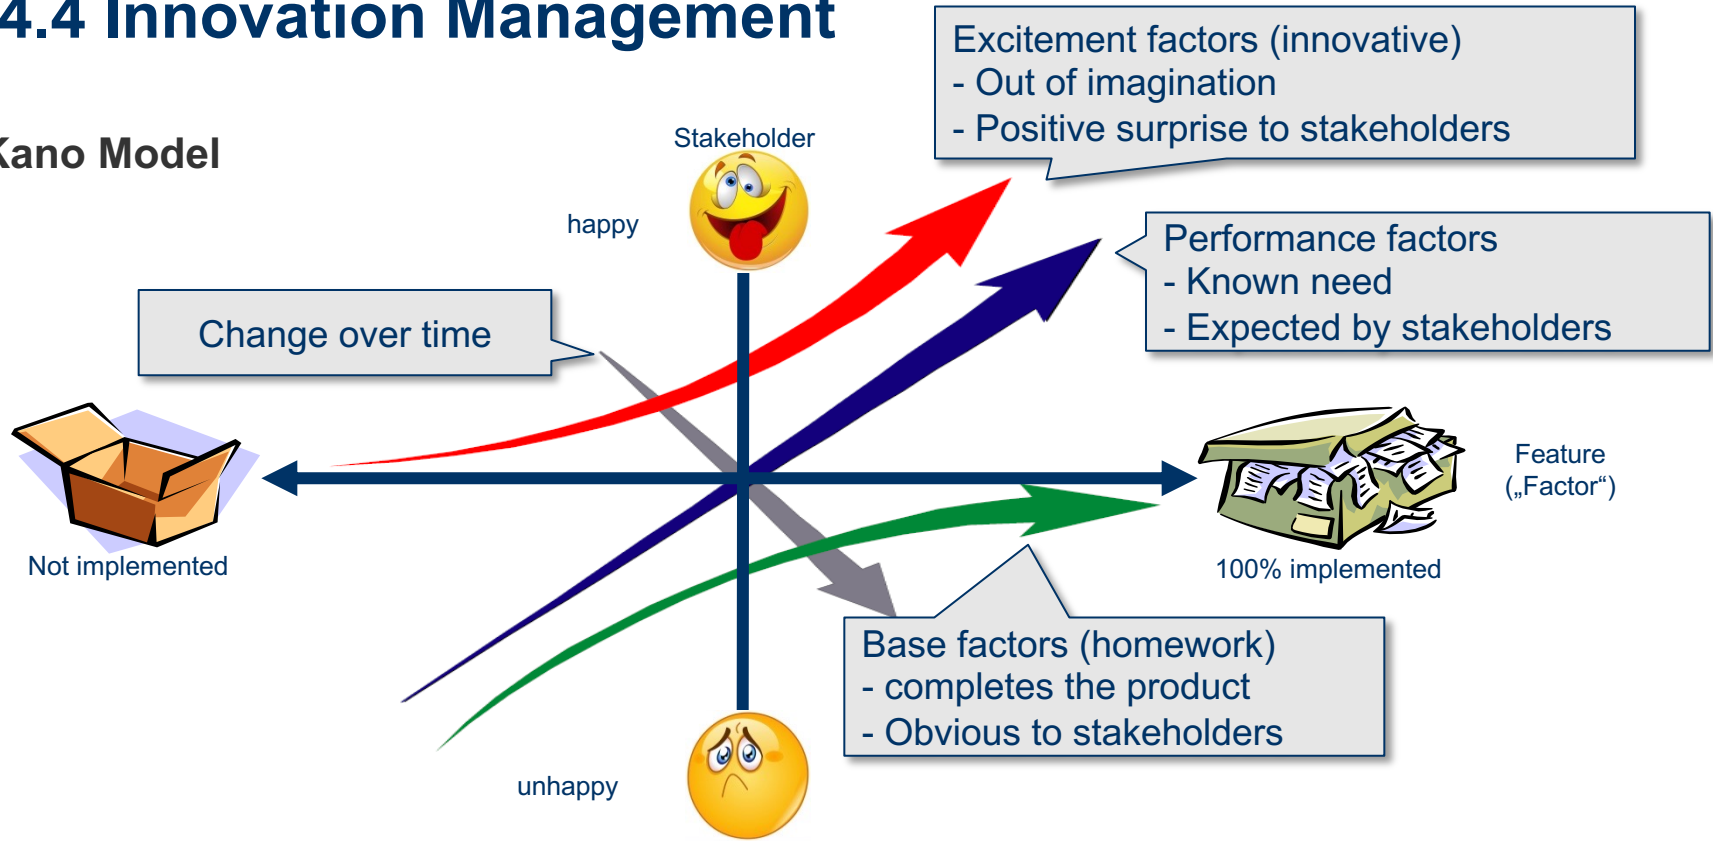 4.4 Innovation Management
Kano Model
Stakeholder
happy
Excitement factors (innovative)
- Out of imagination
- Positive surprise to stakeholders
Performance factors
- Known need
- Expected by stakeholders
Change over time
Not implemented
Feature
(„Factor“)
100% implemented
Base factors (homework)
- completes the product
- Obvious to stakeholders
unhappy